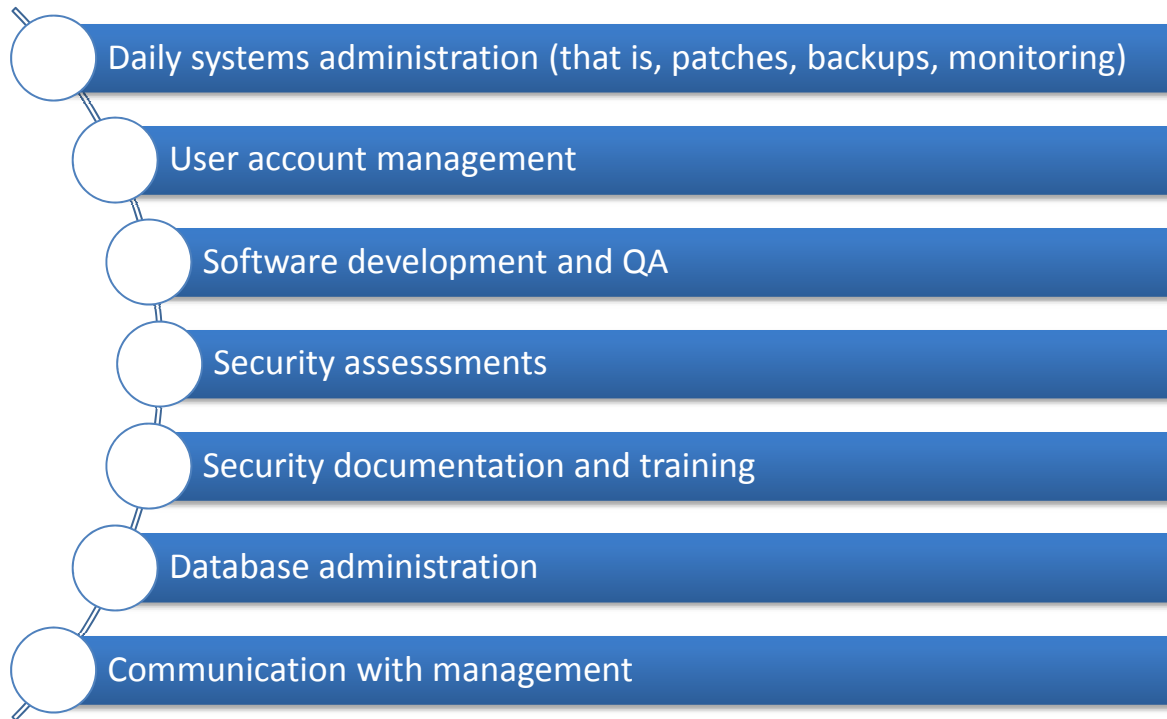 Daily systems administration (that is, patches, backups, monitoring)
User account management
Software development and QA
Security assesssments
Security documentation and training
Database administration
Communication with management